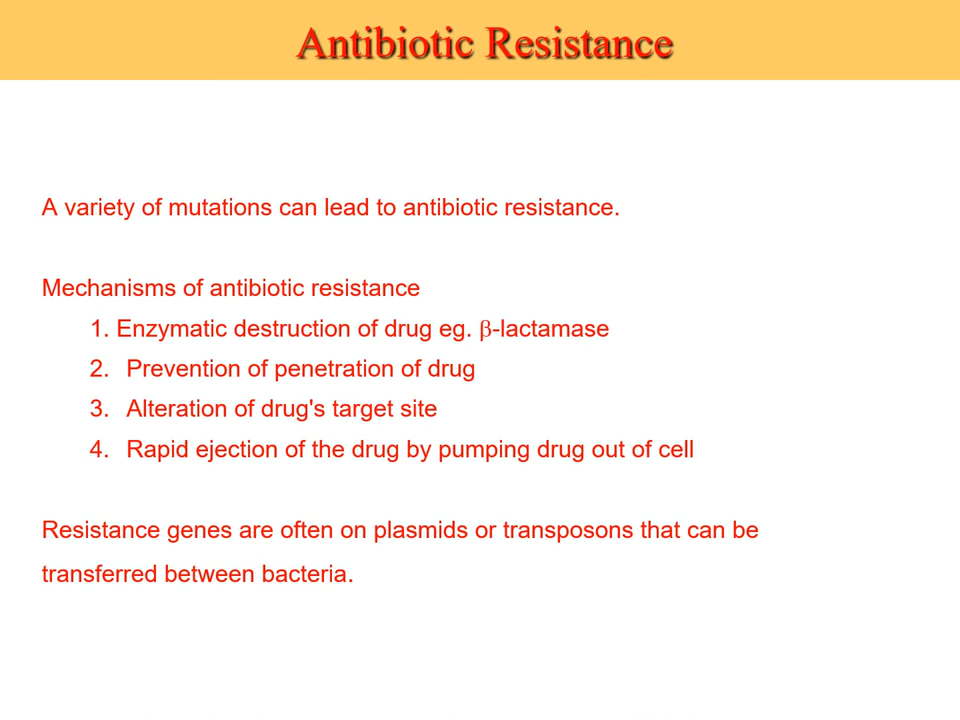 Antibiotic Resistance
A variety of mutations can lead to antibiotic resistance.
Mechanisms of antibiotic resistance
1. Enzymatic destruction of drug eg. β-lactamase
2. Prevention of penetration of drug
3. Alteration of drug's target site
4. Rapid ejection of the drug by pumping drug out of cell
Resistance genes are often on plasmids or transposons that can be
transferred between bacteria.